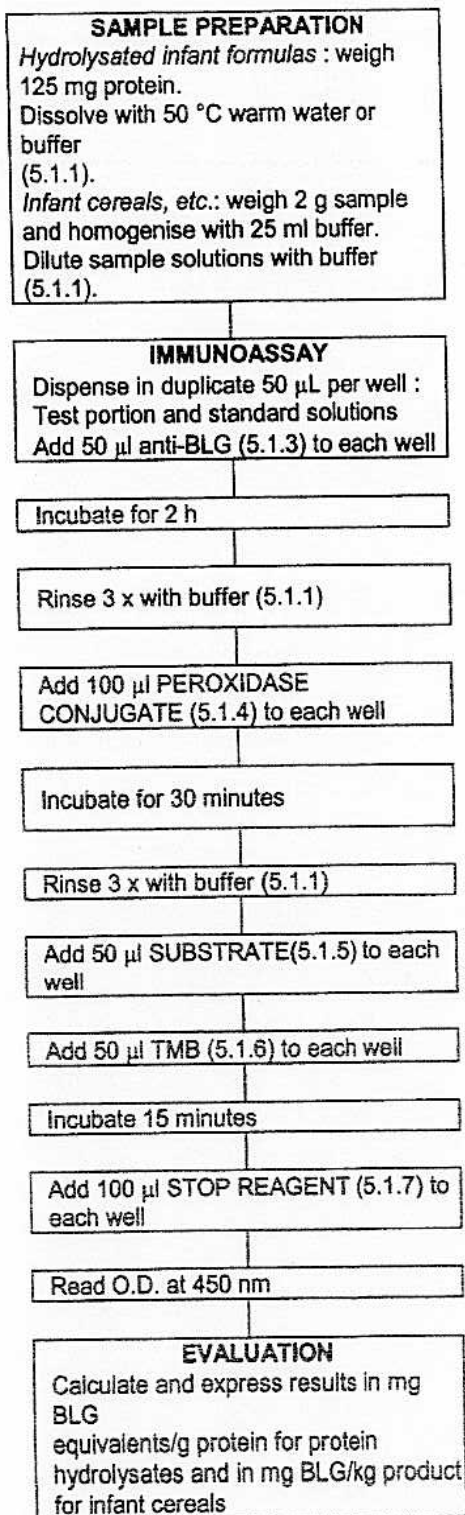 SAMPLE PREPARATION
Hydrolysated infant formulas : weigh
125 mg protein.
Dissolve with 50 °C warm water or
buffer
(5.1.1).
Infant cereals, etc.: weigh 2 g sample
and homogenise with 25 ml buffer.
Dilute sample solutions with buffer
(5.1.1).
IMMUNOASSAY
Dispense in duplicate 50 µL per well :
Test portion and standard solutions
Add 50 µl anti-BLG (5.1.3) to each well
Incubate for 2 h
Rinse 3 x with buffer (5.1.1)
Add 100 µl PEROXIDASE
CONJUGATE (5.1.4) to each well
Incubate for 30 minutes
Rinse 3 x with buffer (5.1.1)
Add 50 µl SUBSTRATE(5.1.5) to each
well
Add 50 µl TMB (5.1.6) to each well
Incubate 15 minutes
Add 100 µl STOP REAGENT (5.1.7) to
each well
Read O.D. at 450 nm
EVALUATION
Calculate and express results in mg
BLG
equivalents/g protein for protein
hydrolysates and in mg BLG/kg product
for infant cereals